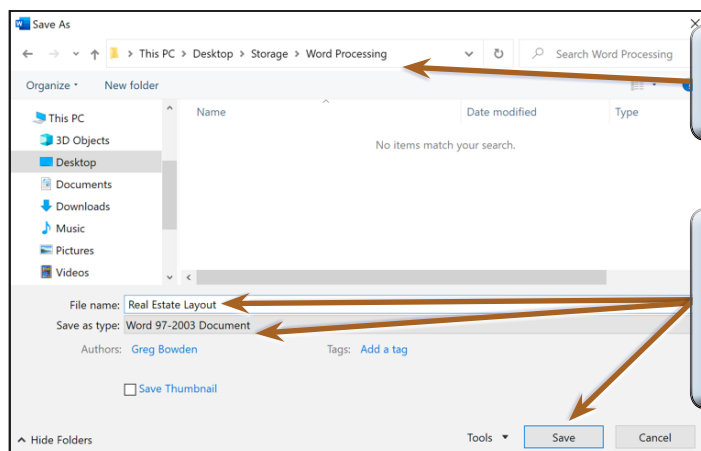 Save As
This PC > Desktop > Storage > Word Processing
Search Word Processing
Organize
New folder
This PC
3D Objects
Desktop
Documents
Downloads
Music
Pictures
Videos
Name
Date modified
Type
No items match your search.
File name: Real Estate Layout
Save as type: Word 97-2003 Document
Authors: Greg Bowden
Tags: Add a tag
Save Thumbnail
Hide Folders
Tools
Save
Cancel